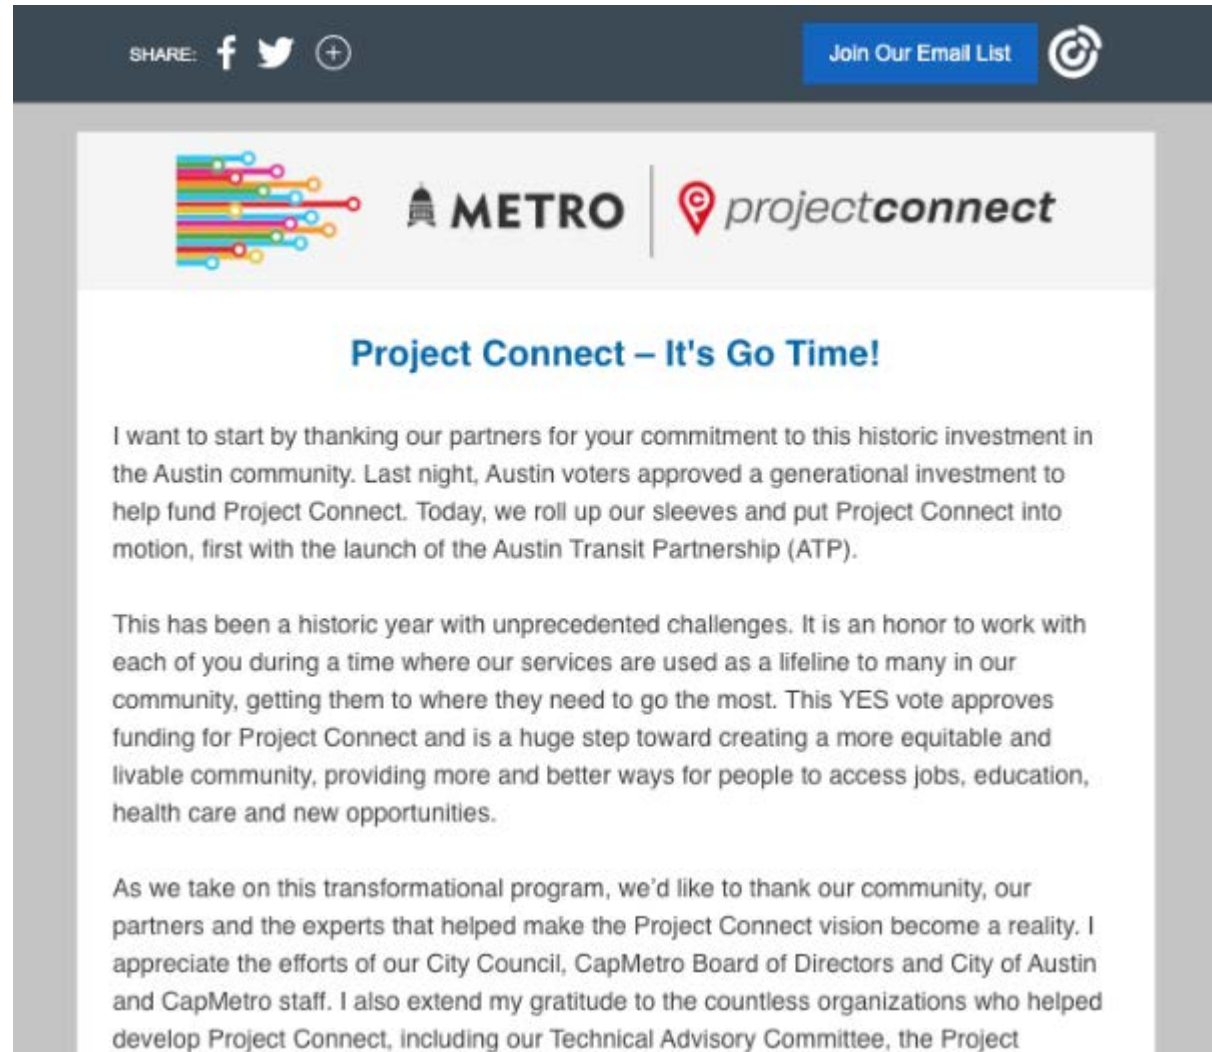 SHARE:
Join Our Email List
METRO
projectconnect
Project Connect – It's Go Time!
I want to start by thanking our partners for your commitment to this historic investment in
the Austin community. Last night, Austin voters approved a generational investment to
help fund Project Connect. Today, we roll up our sleeves and put Project Connect into
motion, first with the launch of the Austin Transit Partnership (ATP).
This has been a historic year with unprecedented challenges. It is an honor to work with
each of you during a time where our services are used as a lifeline to many in our
community, getting them to where they need to go the most. This YES vote approves
funding for Project Connect and is a huge step toward creating a more equitable and
livable community, providing more and better ways for people to access jobs, education,
health care and new opportunities.
As we take on this transformational program, we’d like to thank our community, our
partners and the experts that helped make the Project Connect vision become a reality. I
appreciate the efforts of our City Council, CapMetro Board of Directors and City of Austin
and CapMetro staff. I also extend my gratitude to the countless organizations who helped
develop Project Connect, including our Technical Advisory Committee, the Project